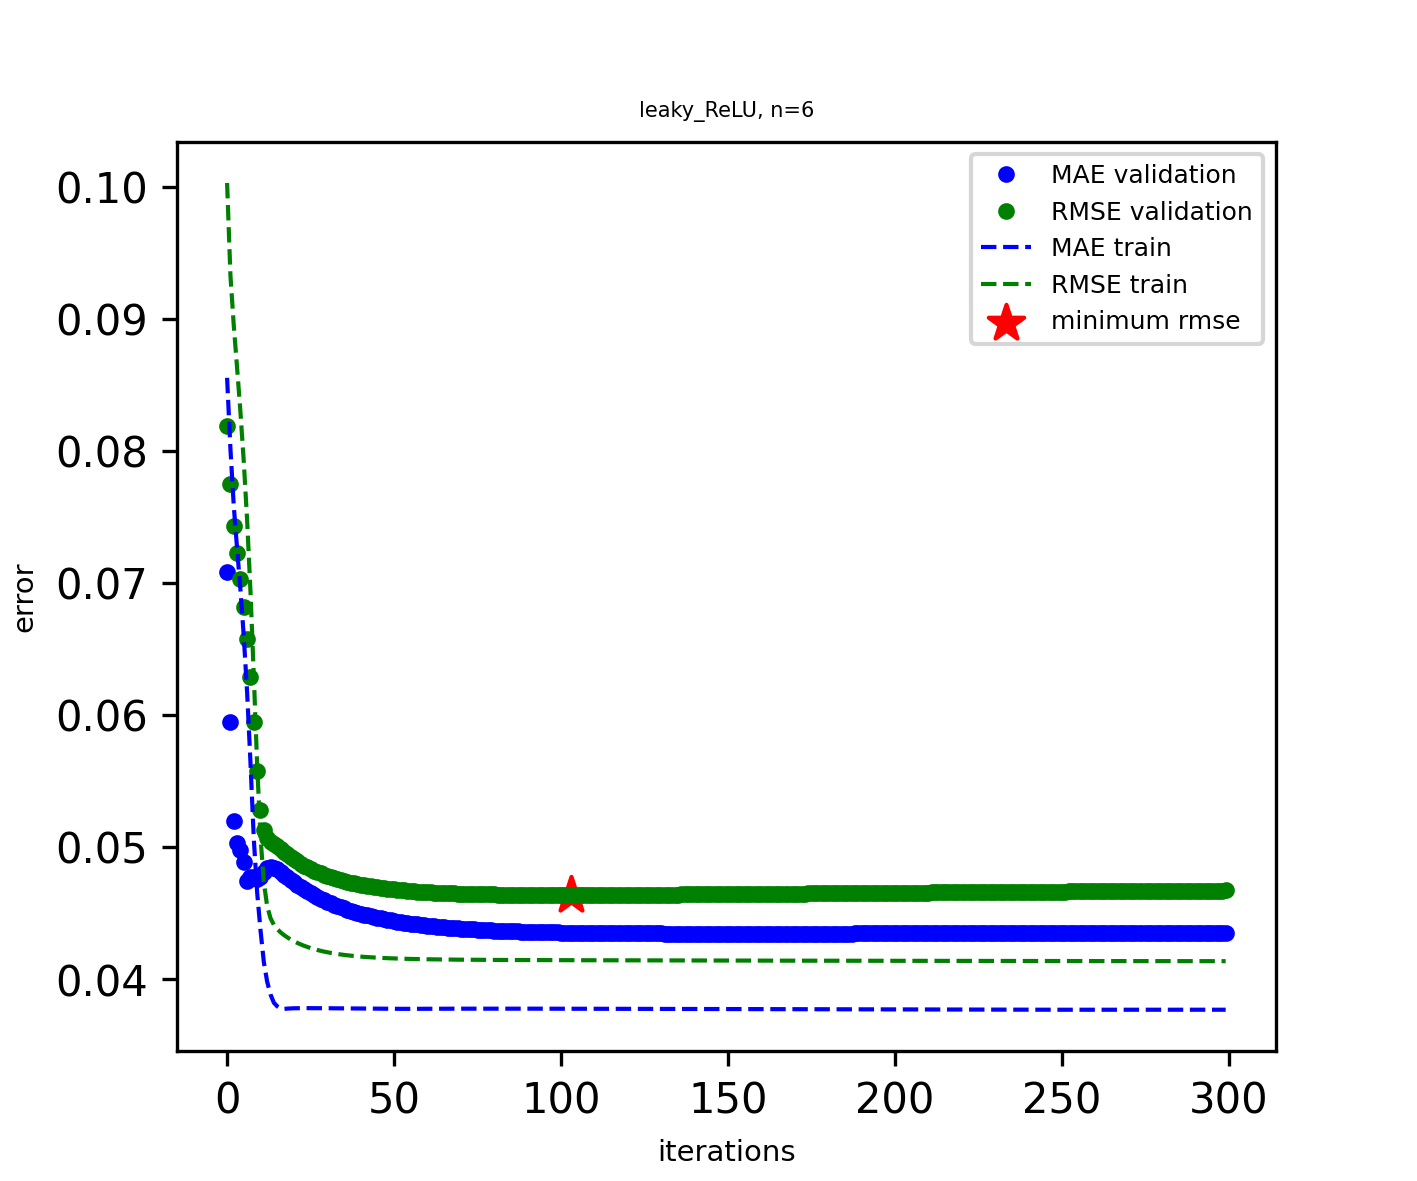 leaky_ReLU, n=6
MAE validation
RMSE validation
MAE train
RMSE train
minimum rmse
0.10
0.09
0.08
0.07
0.06
0.05
0.04
error
0 50 100 150 200 250 300
iterations